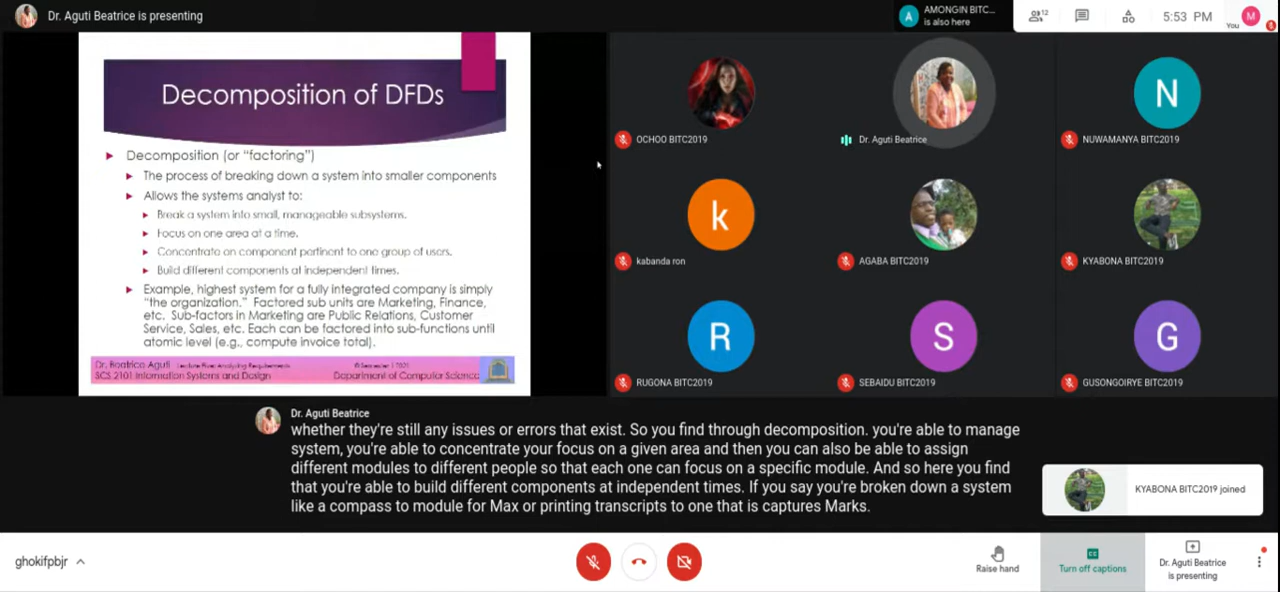 Dr. Aguti Beatrice is presenting
A
AMONGIN BITC...
is also here
12
5:53 PM
You
M
Decomposition of DFDs
Decomposition (or “factoring”)
The process of breaking down a system into smaller components
Allows the systems analyst to:
Break a system into small, manageable subsystems.
Focus on one area at a time.
Concentrate on component pertinent to one group of users.
Build different components at independent times.
Example, highest system for a fully integrated company is simply
“the organization.” Factored sub units are Marketing, Finance,
etc. Sub-factors in Marketing are Public Relations, Customer
Service, Sales, etc. Each can be factored into sub-functions until
atomic level (e.g., compute invoice total).
Dr. Beatrice Aguti Lecture Five: Analyzing Requirements © September 2021
SCS 2101 Information Systems and Design Department of Computer Science
OCHOO BITC2019
Dr. Aguti Beatrice
N
NUWAMANYA BITC2019
k
kabanda ron
AGABA BITC2019
KYABONA BITC2019
R
RUGONA BITC2019
S
SEBAIDU BITC2019
G
GUSONGOIRYE BITC2019
Dr. Aguti Beatrice
whether they're still any issues or errors that exist. So you find through decomposition. you're able to manage
system, you're able to concentrate your focus on a given area and then you can also be able to assign
different modules to different people so that each one can focus on a specific module. And so here you find
that you're able to build different components at independent times. If you say you're broken down a system
like a compass to module for Max or printing transcripts to one that is captures Marks.
KYABONA BITC2019 joined
ghokifpbjr
Raise hand
Turn off captions
Dr. Aguti Beatrice
is presenting